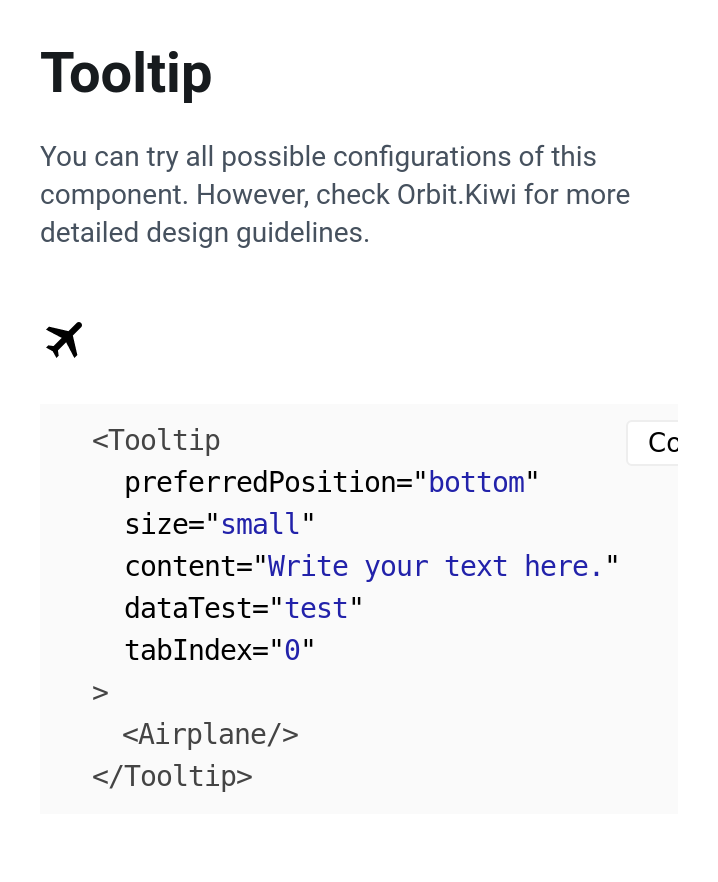 Tooltip
You can try all possible configurations of this
component. However, check Orbit.Kiwi for more
detailed design guidelines.
<Tooltip
Co
preferredPosition="bottom"
size="small"
content="Write your text here."
dataTest="test"
tabIndex="0"
>
<Airplane/>
</Tooltip>